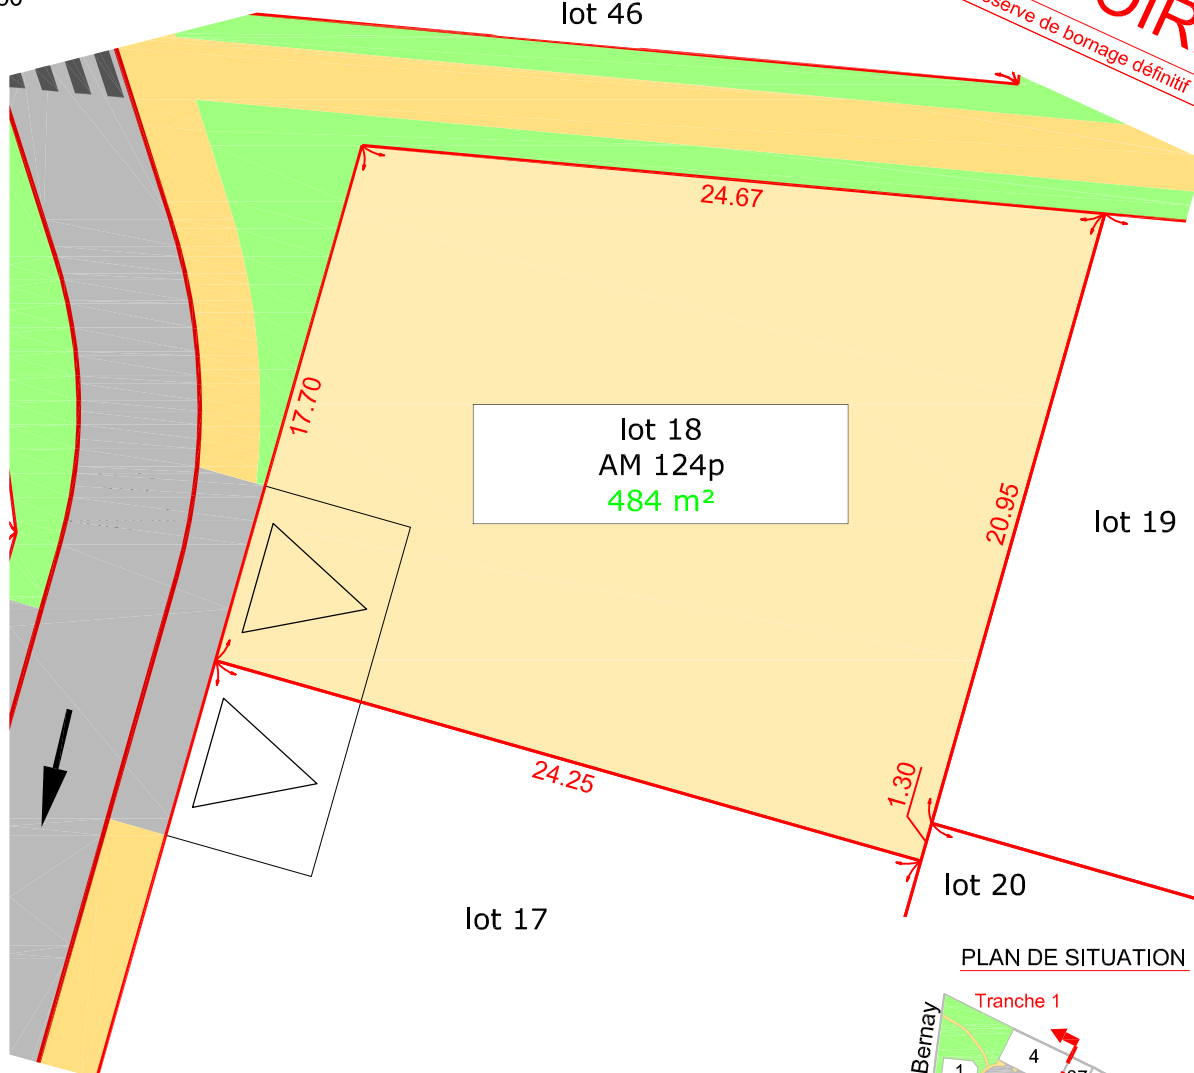 lot 46
serve de bornage définitif
24.67
17.70
lot 18
AM 124p
484 m²
20.95
lot 19
24.25
1.30
lot 20
lot 17
PLAN DE SITUATION
Tranche 1
Bernay
4
1